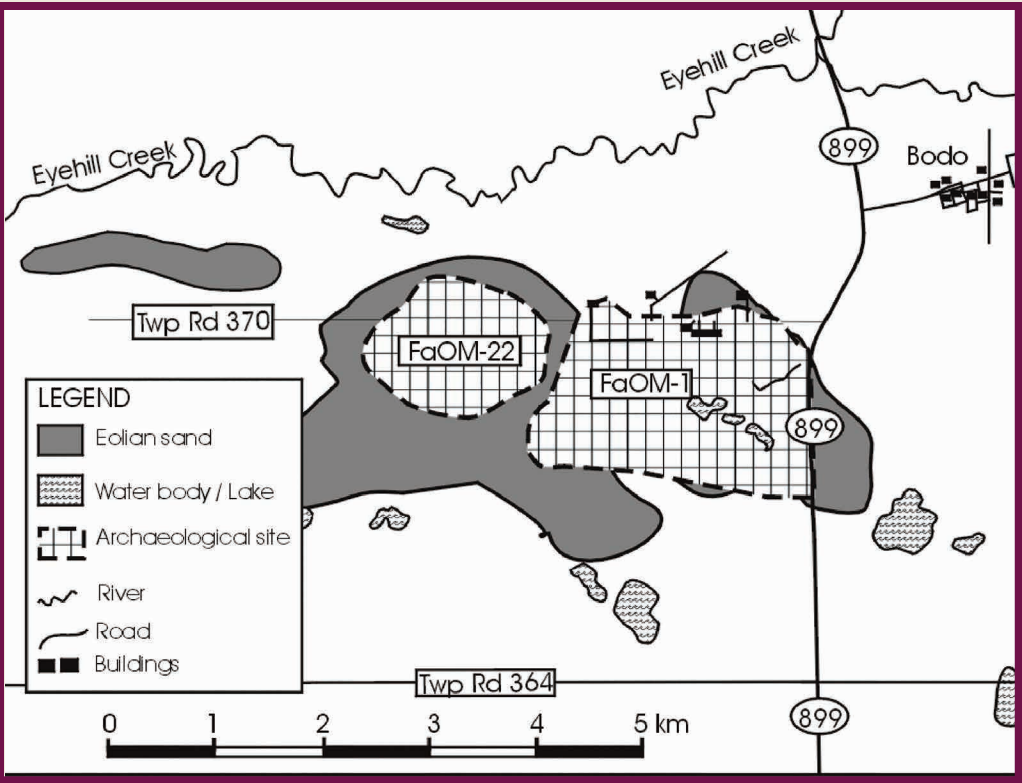 Eyehill Creek
Eyehill Creek
899
Bodo
Twp Rd 370
FaOM-22
FaOM-1
899
LEGEND
Eolian sand
Water body / Lake
Archaeological site
River
Road
Buildings
Twp Rd 364
899
0 1 2 3 4 5 km